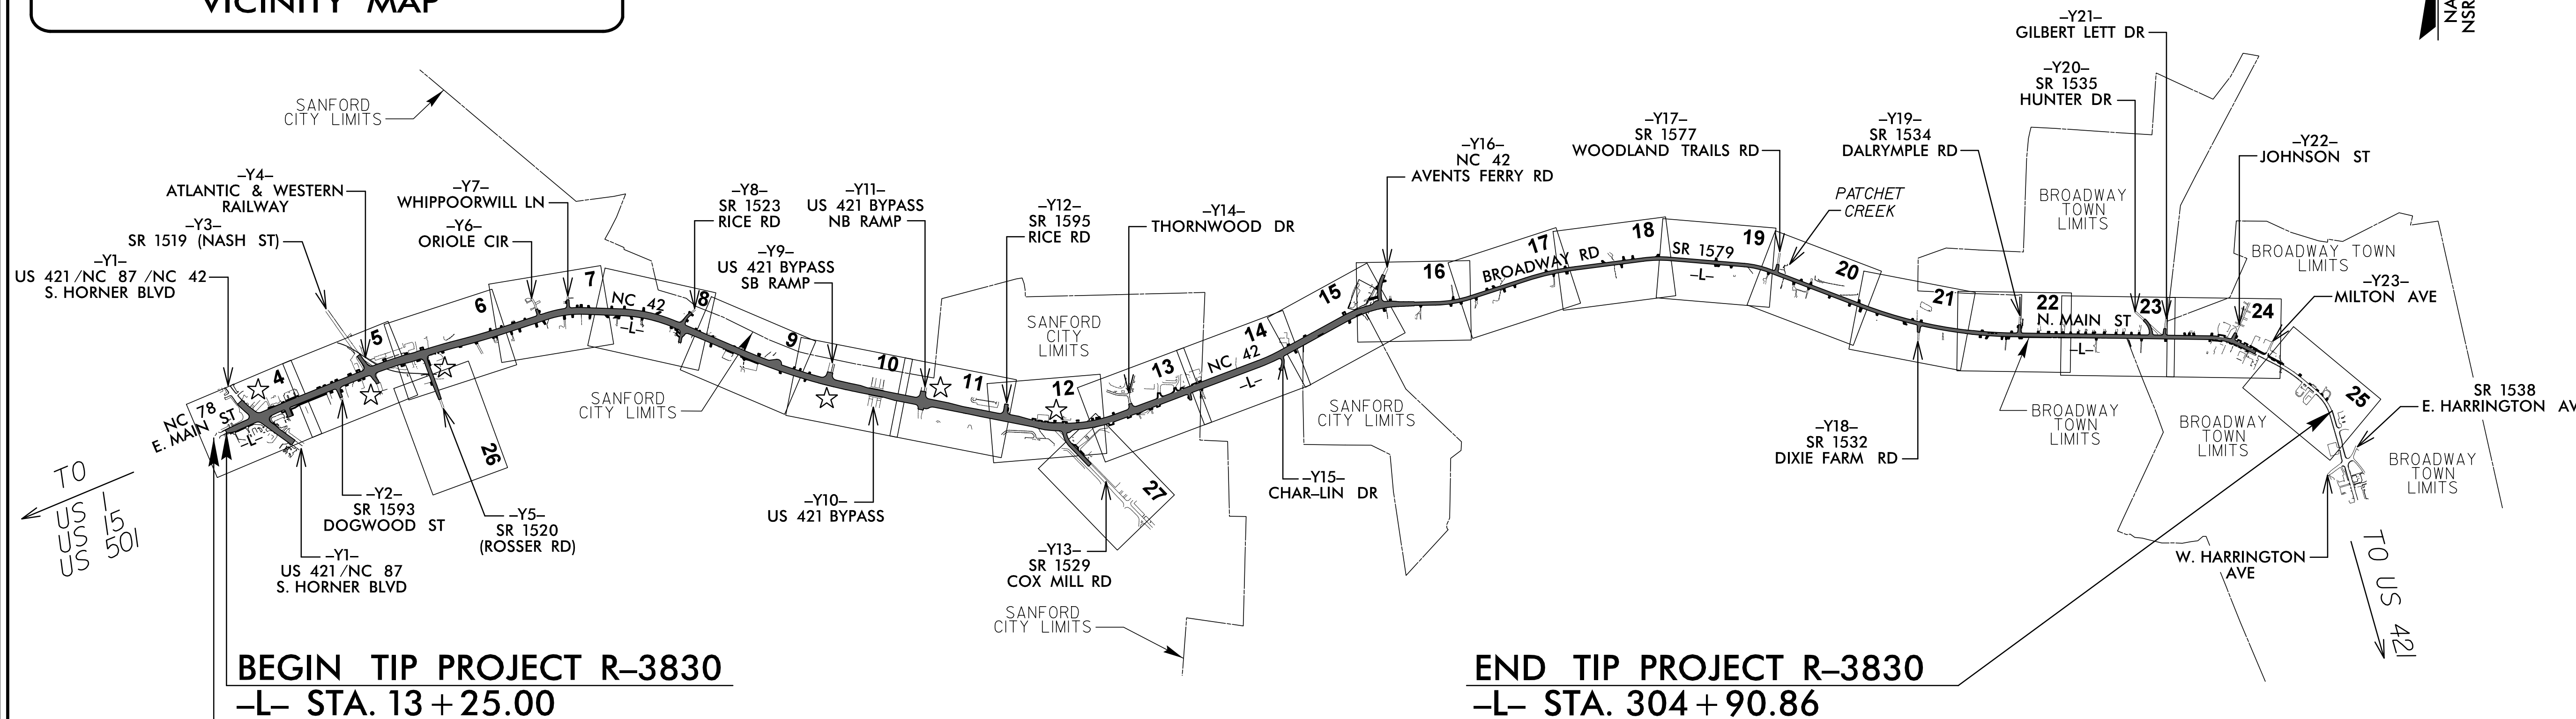 VICINITY MAP
NA
NSR
SANFORD
CITY LIMITS
–Y21–
GILBERT LETT DR
–Y20–
SR 1535
HUNTER DR
–Y4–
ATLANTIC & WESTERN
RAILWAY
–Y3–
SR 1519 (NASH ST)
–Y1–
US 421 /NC 87 /NC 42
S. HORNER BLVD
–Y7–
WHIPPOORWILL LN
–Y6–
ORIOLE CIR
–Y8–
SR 1523
RICE RD
–Y11–
US 421 BYPASS
NB RAMP
–Y9–
US 421 BYPASS
SB RAMP
–Y12–
SR 1595
RICE RD
–Y14–
THORNWOOD DR
–Y16–
NC 42
AVENTS FERRY RD
–Y17–
SR 1577
WOODLAND TRAILS RD
PATCHET
CREEK
–Y19–
SR 1534
DALRYMPLE RD
BROADWAY
TOWN
LIMITS
–Y22–
JOHNSON ST
BROADWAY TOWN
LIMITS
–Y23–
MILTON AVE
4
5
6
7
NC 42
–L–
8
9
10
11
12
13
14
NC 42
–L–
15
16
17
BROADWAY RD
18
SR 1579
–L–
19
20
21
22
N. MAIN ST
–L–
23
24
25
26
27
NC 78
E. MAIN ST
–L–
SANFORD
CITY LIMITS
SANFORD
CITY
LIMITS
SANFORD
CITY LIMITS
TO
US 1
US 15
US 501
–Y2–
SR 1593
DOGWOOD ST
–Y1–
US 421 /NC 87
S. HORNER BLVD
–Y5–
SR 1520
(ROSSER RD)
–Y10–
US 421 BYPASS
–Y13–
SR 1529
COX MILL RD
–Y15–
CHAR–LIN DR
–Y18–
SR 1532
DIXIE FARM RD
BROADWAY
TOWN
LIMITS
BROADWAY
TOWN
LIMITS
SR 1538
E. HARRINGTON AV
BROADWAY
TOWN
LIMITS
W. HARRINGTON
AVE
TO US 421
SANFORD
CITY LIMITS
BEGIN TIP PROJECT R–3830
–L– STA. 13+25.00
END TIP PROJECT R–3830
–L– STA. 304+90.86